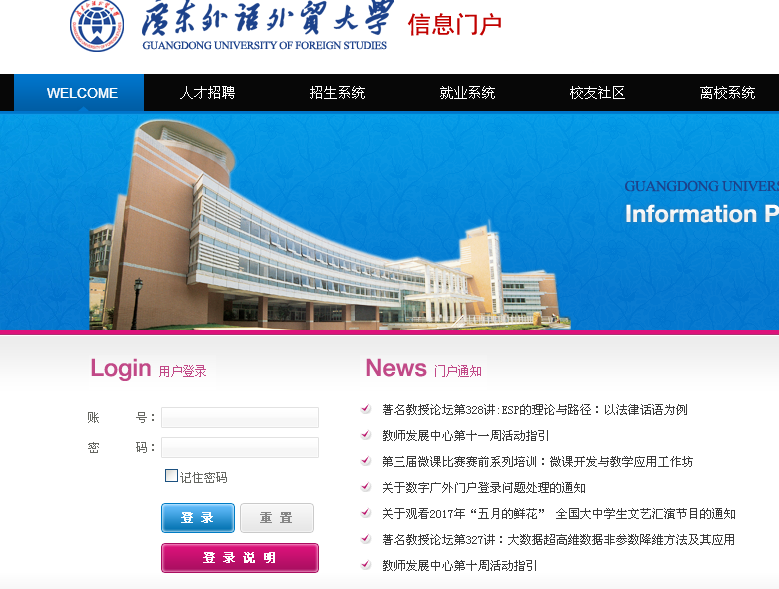 廣东外语外貿大学 信息门户
GUANGDONG UNIVERSITY OF FOREIGN STUDIES
WELCOME 人才招聘 招生系统 就业系统 校友社区 离校系统
GUANGDONG UNIVER
Information P
Login 用户登录
账 号：
密 码：
记住密码
登 录 重 置
登 录 说 明
News 门户通知
著名教授论坛第328讲:ESP的理论与路径：以法律话语为例
教师发展中心第十一周活动指引
第三届微课比赛赛前系列培训：微课开发与教学应用工作坊
关于数字广外门户登录问题处理的通知
关于观看2017年“五月的鲜花” 全国大中学生文艺汇演节目的通知
著名教授论坛第327讲：大数据超高维数据非参数降维方法及其应用
教师发展中心第十周活动指引